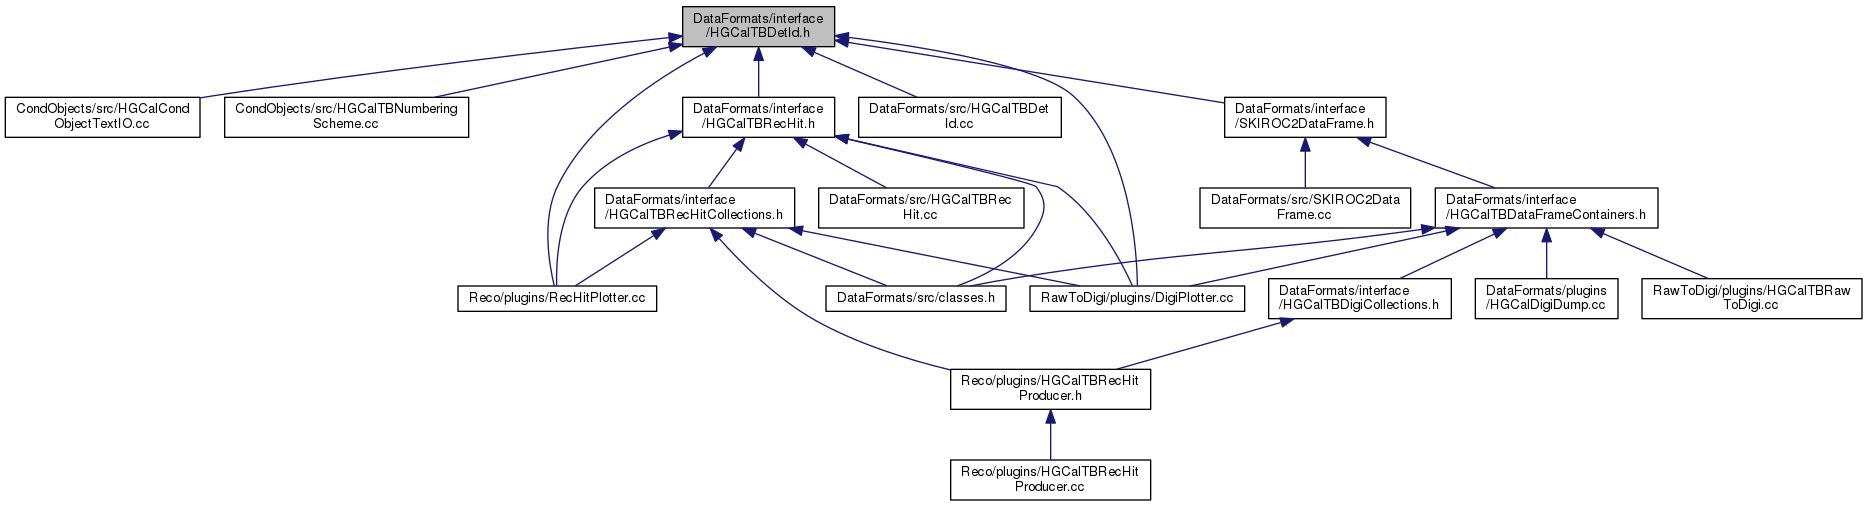 DataFormats/interface
/HGCalTBDetId.h
CondObjects/src/HGCalCond
ObjectTextIO.cc
CondObjects/src/HGCalTBNumbering
Scheme.cc
DataFormats/interface
/HGCalTBRecHit.h
DataFormats/src/HGCalTBDet
Id.cc
DataFormats/interface
/SKIROC2DataFrame.h
DataFormats/interface
/HGCalTBRecHitCollections.h
DataFormats/src/HGCalTBRec
Hit.cc
DataFormats/src/SKIROC2Data
Frame.cc
DataFormats/interface
/HGCalTBDataFrameContainers.h
Reco/plugins/RecHitPlotter.cc
DataFormats/src/classes.h
RawToDigi/plugins/DigiPlotter.cc
DataFormats/interface
/HGCalTBDigiCollections.h
DataFormats/plugins
/HGCalDigiDump.cc
RawToDigi/plugins/HGCalTBRaw
ToDigi.cc
Reco/plugins/HGCalTBRecHit
Producer.h
Reco/plugins/HGCalTBRecHit
Producer.cc